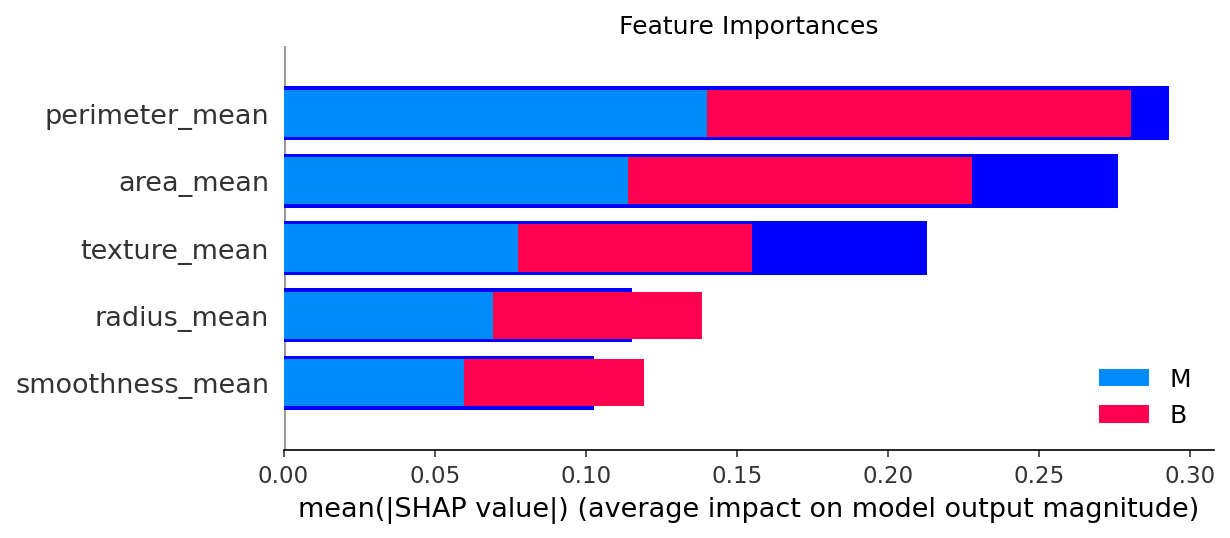 Feature Importances
perimeter_mean
area_mean
texture_mean
radius_mean
smoothness_mean
M
B
0.00 0.05 0.10 0.15 0.20 0.25 0.30
mean(|SHAP value|) (average impact on model output magnitude)